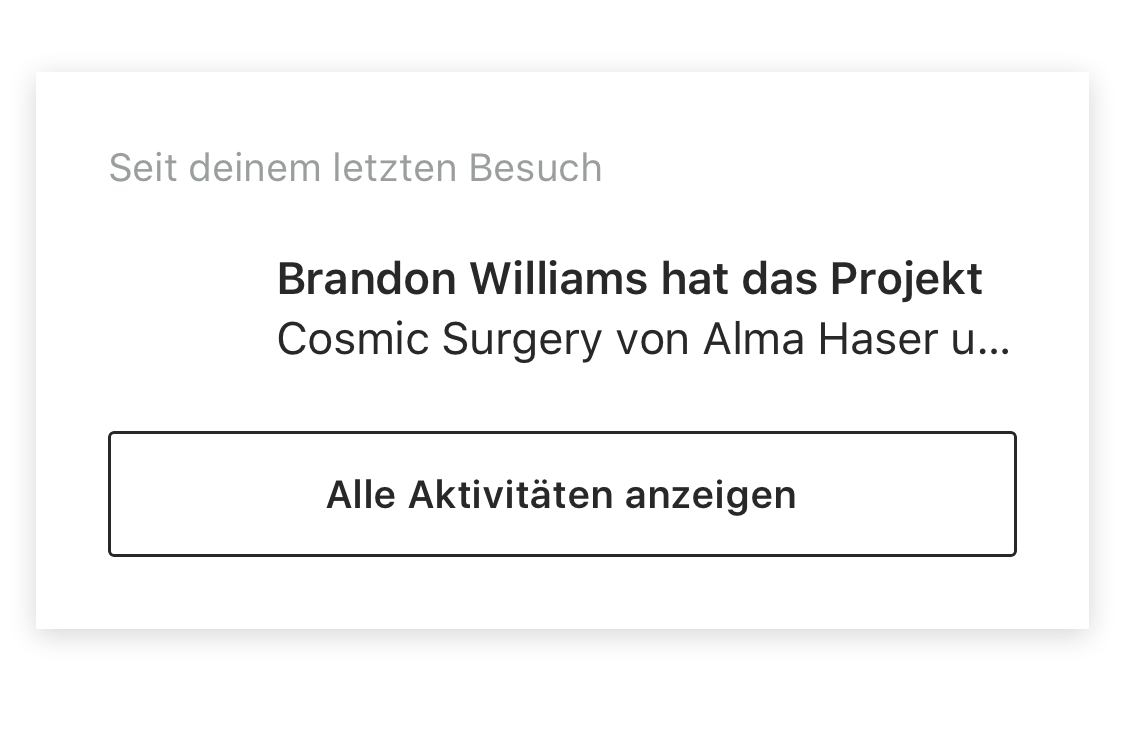 Seit deinem letzten Besuch
Brandon Williams hat das Projekt
Cosmic Surgery von Alma Haser u...
Alle Aktivitäten anzeigen